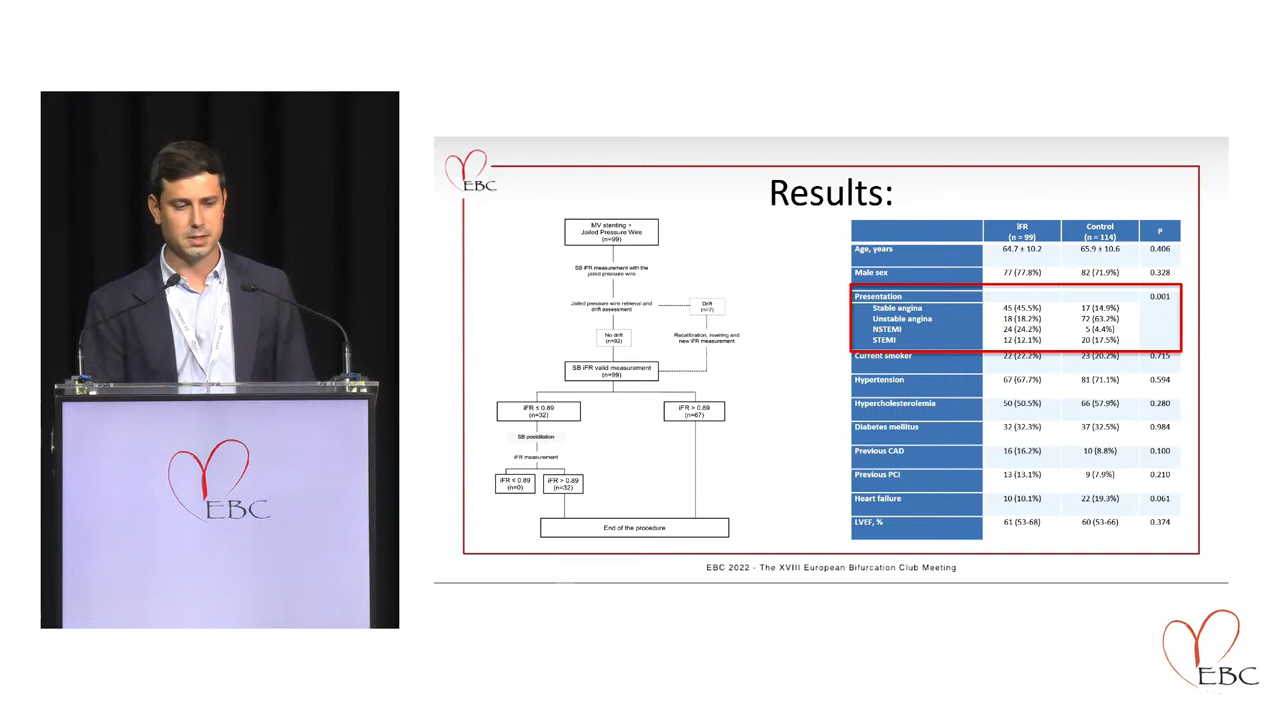 EBC
Results:
MV stenting +
Jailed Pressure Wire
(n=99)
SB iFR measurement with the
jailed pressure wire
Jailed pressure wire retrieval and
drift assessment
Drift
(n=7)
No drift
(n=92)
Recalibration, rewiring and
new iFR measurement
SB iFR valid measurement
(n=99)
iFR ≤ 0.89
(n=32)
iFR > 0.89
(n=67)
SB postdilation
iFR measurement
iFR ≤ 0.89
(n=0)
iFR > 0.89
(n=32)
End of the procedure
iFR
(n = 99)
Control
(n = 114)
P
Age, years 64.7 ± 10.2 65.9 ± 10.6 0.406
Male sex 77 (77.8%) 82 (71.9%) 0.328
Presentation 0.001
Stable angina 45 (45.5%) 17 (14.9%)
Unstable angina 18 (18.2%) 72 (63.2%)
NSTEMI 24 (24.2%) 5 (4.4%)
STEMI 12 (12.1%) 20 (17.5%)
Current smoker 22 (22.2%) 23 (20.2%) 0.715
Hypertension 67 (67.7%) 81 (71.1%) 0.594
Hypercholesterolemia 50 (50.5%) 66 (57.9%) 0.280
Diabetes mellitus 32 (32.3%) 37 (32.5%) 0.984
Previous CAD 16 (16.2%) 10 (8.8%) 0.100
Previous PCI 13 (13.1%) 9 (7.9%) 0.210
Heart failure 10 (10.1%) 22 (19.3%) 0.061
LVEF, % 61 (53-68) 60 (53-66) 0.374
EBC 2022 - The XVIII European Bifurcation Club Meeting
EBC
EBC